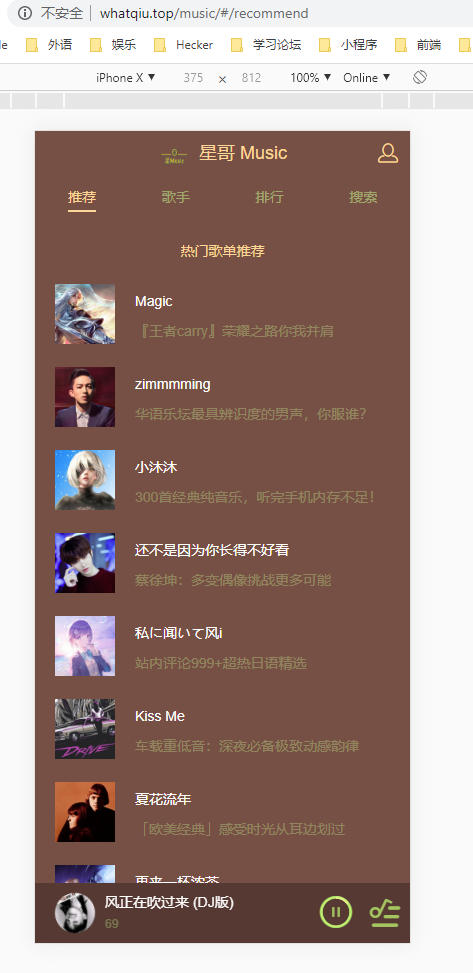 不安全 whatqiu.top/music/#/recommend
le 外语 娱乐 Hecker 学习论坛 小程序 前端
iPhone X ▼ 375 × 812 100% ▼ Online ▼
星Music 星哥 Music
推荐 歌手 排行 搜索
热门歌单推荐
Magic
『王者carry』荣耀之路你我并肩
zimmmming
华语乐坛最具辨识度的男声，你服谁？
小沐沐
300首经典纯音乐，听完手机内存不足！
还不是因为你长得不好看
蔡徐坤：多变偶像挑战更多可能
私に闻いて风i
站内评论999+超热日语精选
Kiss Me
车载重低音：深夜必备极致动感韵律
DRIVE
夏花流年
「欧美经典」感受时光从耳边划过
再来一杯浓茶
风正在吹过来 (DJ版)
69